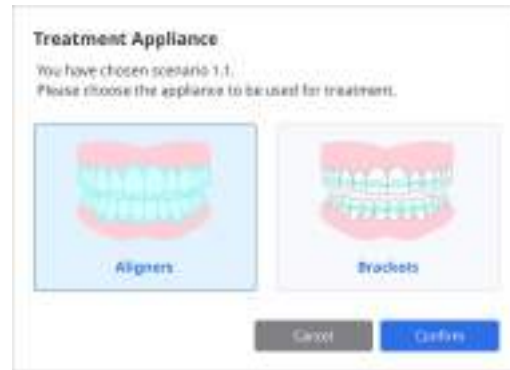 Treatment Appliance
You have chosen scenario 1.1.
Please choose the appliance to be used for treatment.
Aligners
Brackets
Cancel
Confirm